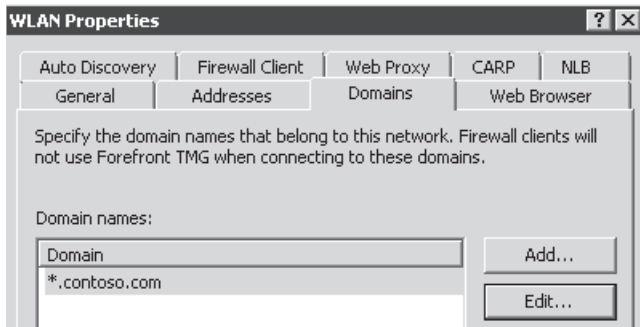 WLAN Properties ? X
Auto Discovery Firewall Client Web Proxy CARP NLB
General Addresses Domains Web Browser
Specify the domain names that belong to this network. Firewall clients will
not use Forefront TMG when connecting to these domains.
Domain names:
Domain
Add...
*.contoso.com
Edit...